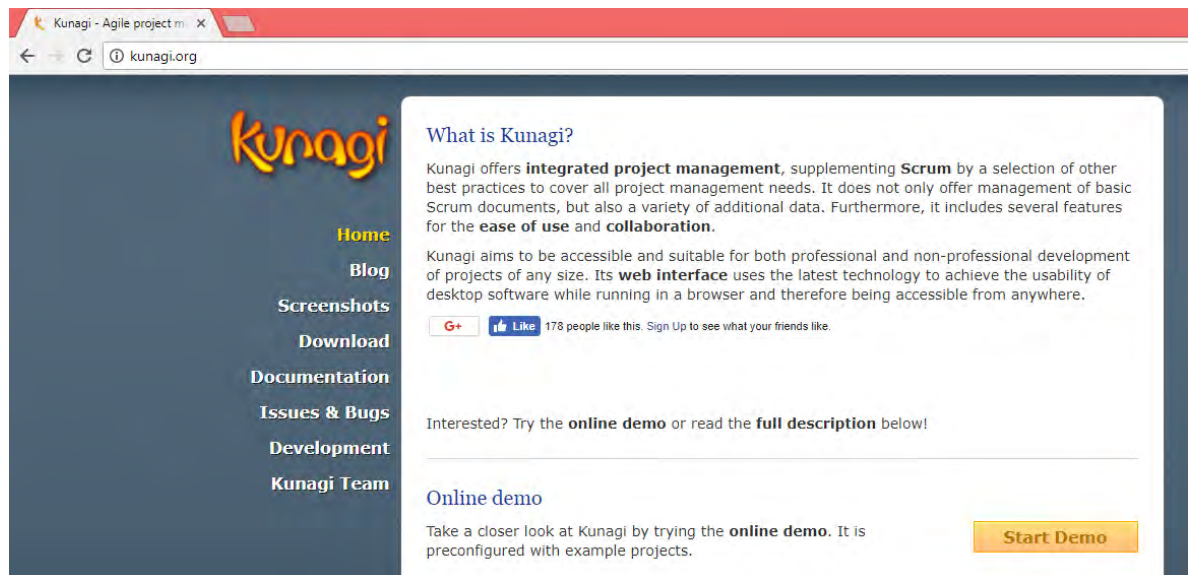 Kunagi - Agile project m
kunagi.org
kunagi
Home
Blog
Screenshots
Download
Documentation
Issues & Bugs
Development
Kunagi Team
What is Kunagi?
Kunagi offers integrated project management, supplementing Scrum by a selection of other
best practices to cover all project management needs. It does not only offer management of basic
Scrum documents, but also a variety of additional data. Furthermore, it includes several features
for the ease of use and collaboration.
Kunagi aims to be accessible and suitable for both professional and non-professional development
of projects of any size. Its web interface uses the latest technology to achieve the usability of
desktop software while running in a browser and therefore being accessible from anywhere.
G+ Like 178 people like this. Sign Up to see what your friends like.
Interested? Try the online demo or read the full description below!
Online demo
Take a closer look at Kunagi by trying the online demo. It is
preconfigured with example projects.
Start Demo